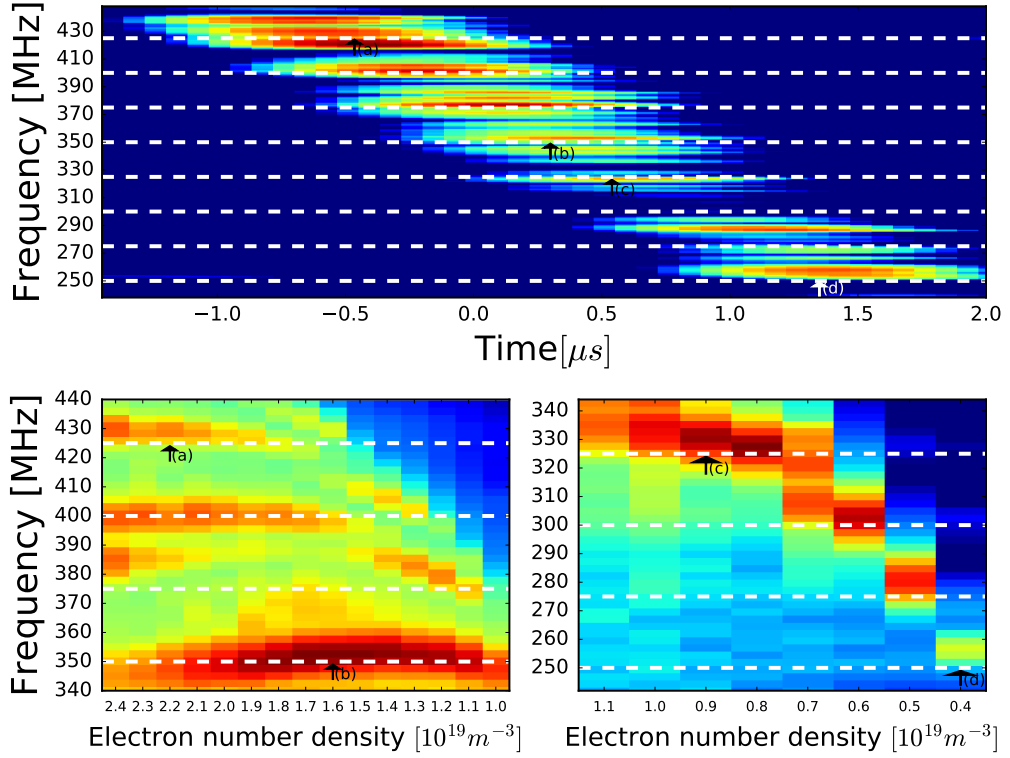 Frequency [MHz]
430
410
390
370
350
330
310
290
270
250
(a)
(b)
(c)
(d)
−1.0 −0.5 0.0 0.5 1.0 1.5 2.0
Time[μs]
Frequency [MHz]
440
430
420
410
400
390
380
370
360
350
340
(a)
(b)
2.4 2.3 2.2 2.1 2.0 1.9 1.8 1.7 1.6 1.5 1.4 1.3 1.2 1.1 1.0
Electron number density [10¹⁹m⁻³]
340
330
320
310
300
290
280
270
260
250
(c)
(d)
1.1 1.0 0.9 0.8 0.7 0.6 0.5 0.4
Electron number density [10¹⁹m⁻³]